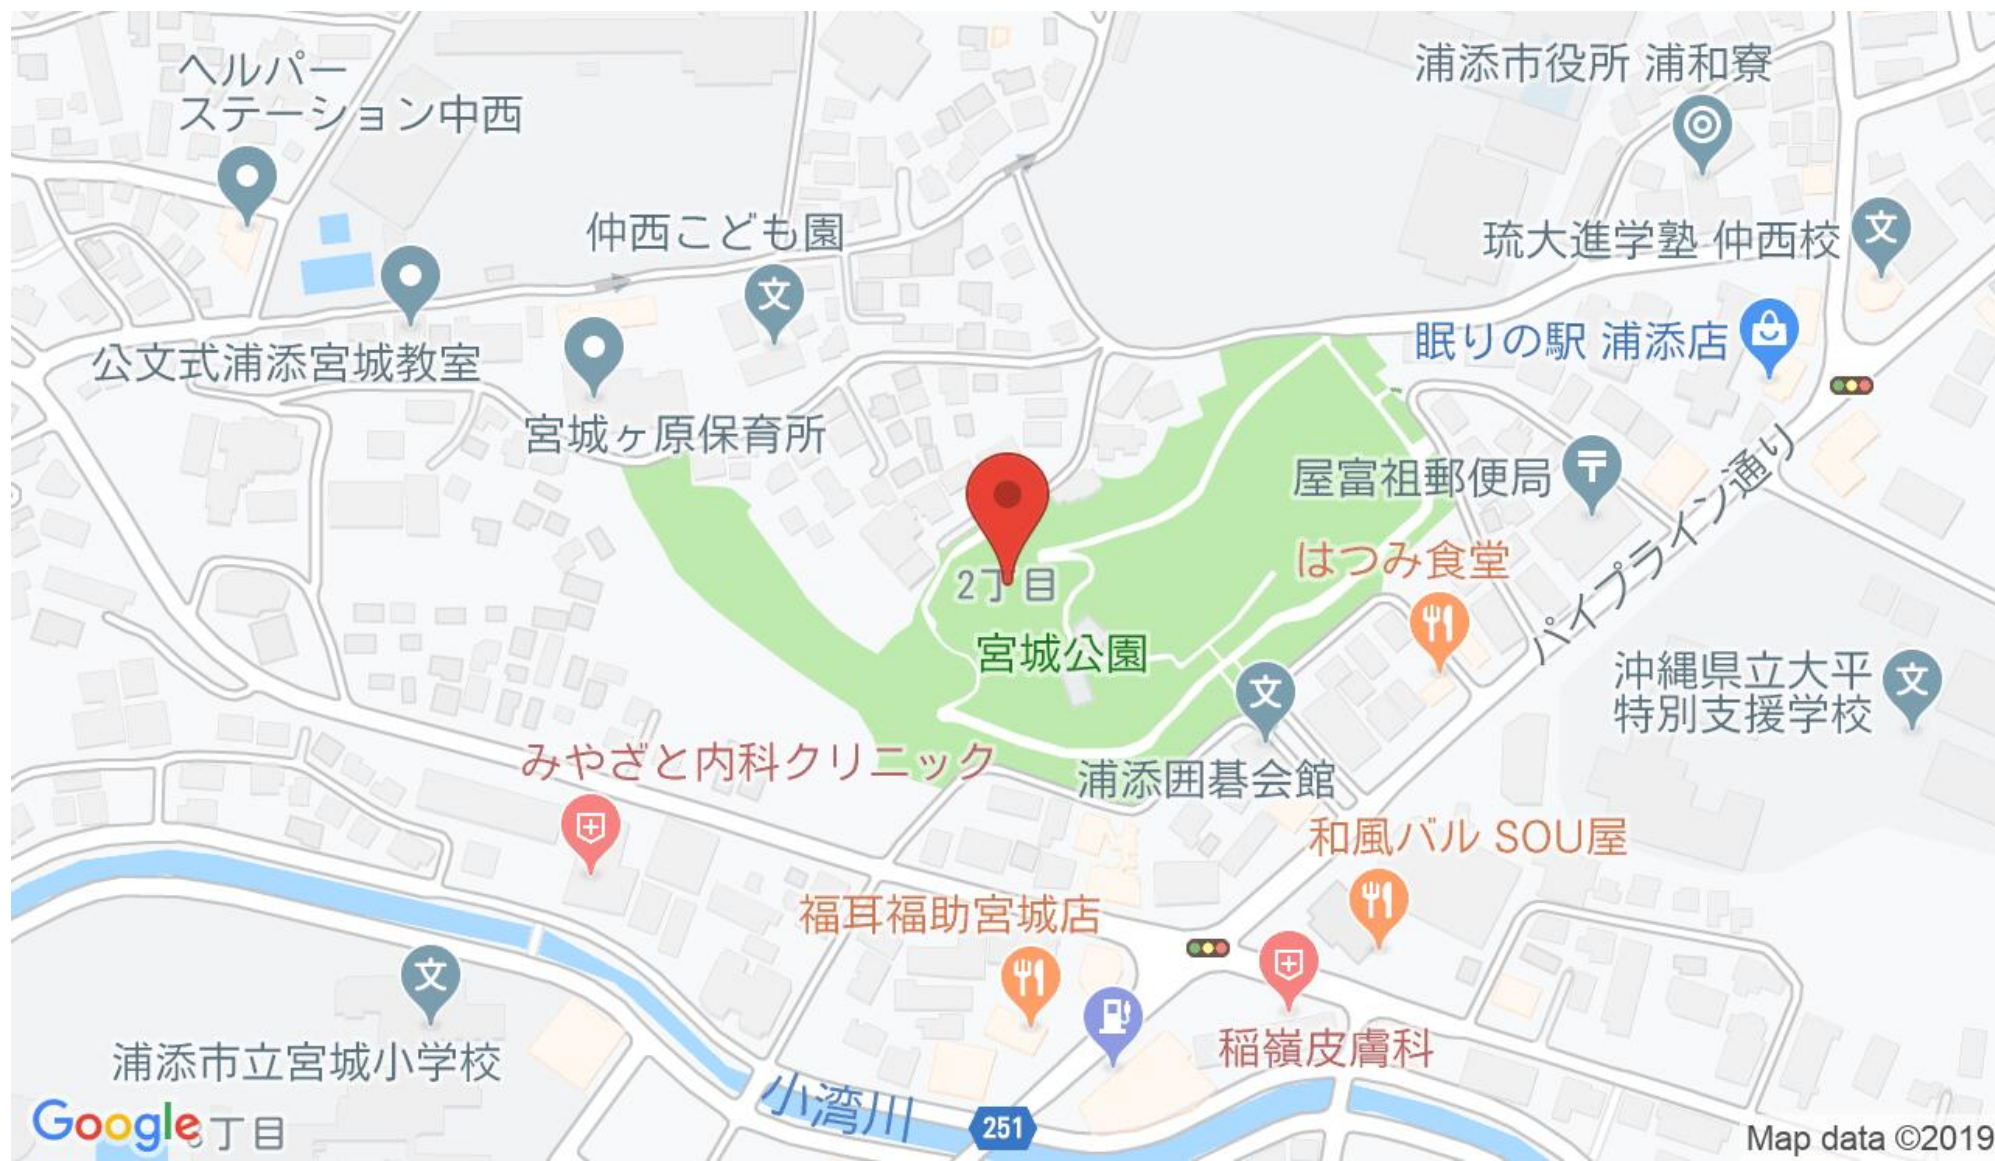 ヘルパー
ステーション中西
浦添市役所 浦和寮
仲西こども園
琉大進学塾 仲西校
公文式浦添宮城教室
眠りの駅 浦添店
宮城ヶ原保育所
屋富祖郵便局
パイプライン通り
はつみ食堂
2丁目
宮城公園
沖縄県立大平
特別支援学校
みやざと内科クリニック
浦添囲碁会館
和風バル SOU屋
福耳福助宮城店
稲嶺皮膚科
浦添市立宮城小学校
小湾川
251
Google
丁目
Map data ©2019